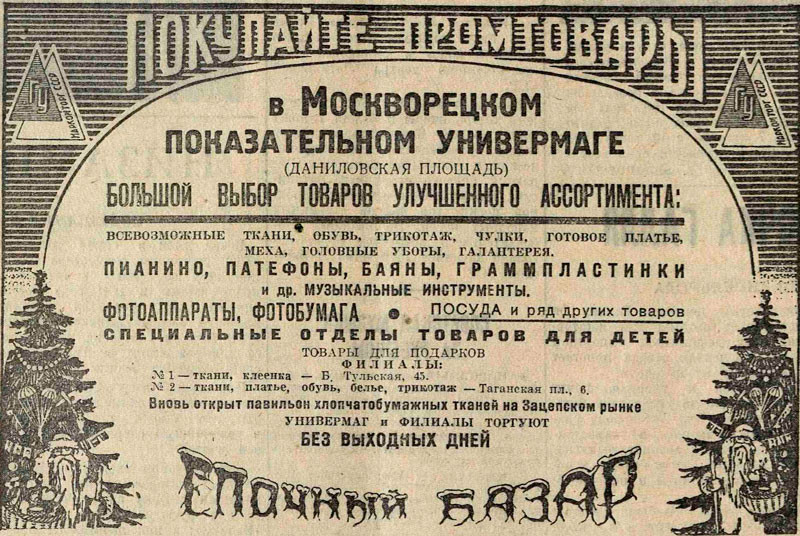 ПОКУПАЙТЕ ПРОМТОВАРЫ
ГУ
НАРКОМТОРГ СССР
ГУ
НАРКОМТОРГ СССР
В МОСКВОРЕЦКОМ
ПОКАЗАТЕЛЬНОМ УНИВЕРМАГЕ
(ДАНИЛОВСКАЯ ПЛОЩАДЬ)
БОЛЬШОЙ ВЫБОР ТОВАРОВ УЛУЧШЕННОГО АССОРТИМЕНТА:
ВСЕВОЗМОЖНЫЕ ТКАНИ, ОБУВЬ, ТРИКОТАЖ, ЧУЛКИ, ГОТОВОЕ ПЛАТЬЕ,
МЕХА, ГОЛОВНЫЕ УБОРЫ, ГАЛАНТЕРЕЯ.
ПИАНИНО, ПАТЕФОНЫ, БАЯНЫ, ГРАММПЛАСТИНКИ
и др. МУЗЫКАЛЬНЫЕ ИНСТРУМЕНТЫ.
ФОТОАППАРАТЫ, ФОТОБУМАГА ● ПОСУДА и ряд других товаров
СПЕЦИАЛЬНЫЕ ОТДЕЛЫ ТОВАРОВ ДЛЯ ДЕТЕЙ
ТОВАРЫ ДЛЯ ПОДАРКОВ
ФИЛИАЛЫ:
№ 1 — ткани, клеенка — Б. Тульская, 45.
№ 2 — ткани, платье, обувь, белье, трикотаж — Таганская пл., 6.
Вновь открыт павильон хлопчатобумажных тканей на Зацепском рынке
УНИВЕРМАГ и ФИЛИАЛЫ ТОРГУЮТ
БЕЗ ВЫХОДНЫХ ДНЕЙ
ЕЛОЧНЫЙ БАЗАР